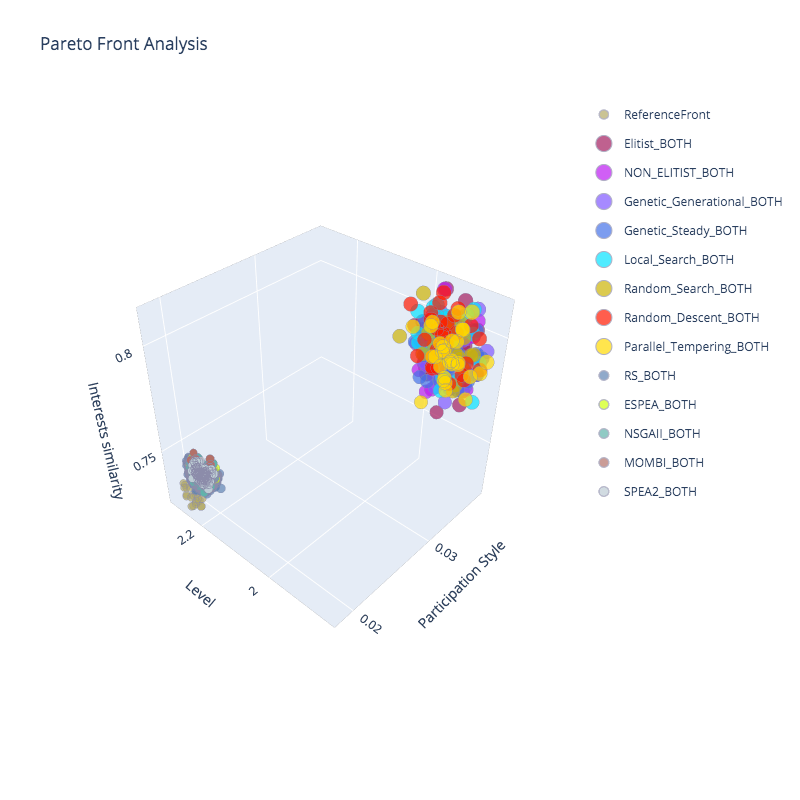 Pareto Front Analysis
ReferenceFront
Elitist_BOTH
NON_ELITIST_BOTH
Genetic_Generational_BOTH
Genetic_Steady_BOTH
Local_Search_BOTH
Random_Search_BOTH
Random_Descent_BOTH
Parallel_Tempering_BOTH
RS_BOTH
ESPEA_BOTH
NSGAII_BOTH
MOMBI_BOTH
SPEA2_BOTH
0.8
0.75
Interests similarity
2.2
2
Level
0.03
0.02
Participation Style